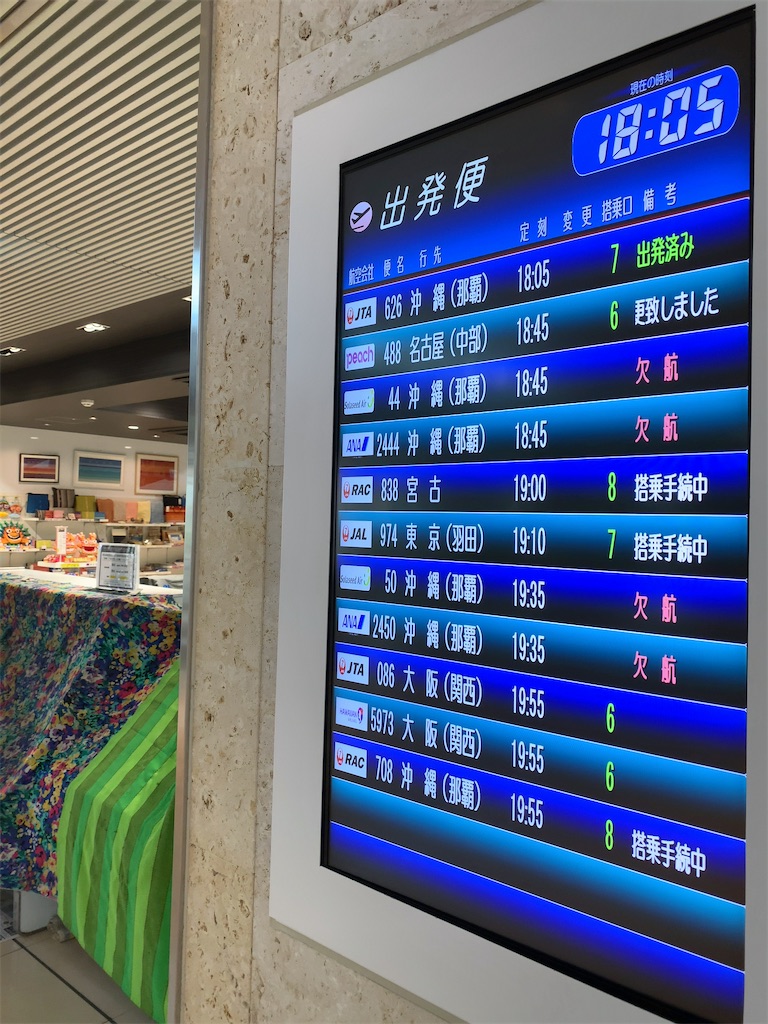 現在の時刻
18:05
出発便
航空会社 便名 行先 定刻 変更 搭乗口 備考
JTA 626 沖縄(那覇) 18:05 7 出発済み
peach 488 名古屋(中部) 18:45 6 更致しました
Solaseed Air 44 沖縄(那覇) 18:45 欠航
ANA 2444 沖縄(那覇) 18:45 欠航
RAC 838 宮古 19:00 8 搭乗手続中
JAL 974 東京(羽田) 19:10 7 搭乗手続中
Solaseed Air 50 沖縄(那覇) 19:35 欠航
ANA 2450 沖縄(那覇) 19:35 欠航
JTA 086 大阪(関西) 19:55 6
HAWAIIAN 5973 大阪(関西) 19:55 6
RAC 708 沖縄(那覇) 19:55 8 搭乗手続中